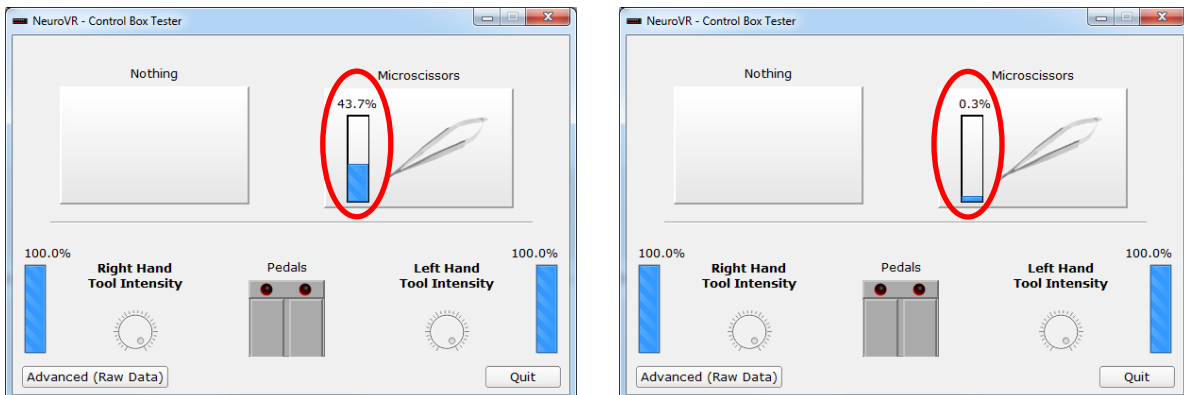 NeuroVR - Control Box Tester
Nothing
Microscissors
43.7%
100.0%
100.0%
Right Hand
Tool Intensity
Pedals
Left Hand
Tool Intensity
Advanced (Raw Data)
Quit
NeuroVR - Control Box Tester
Nothing
Microscissors
0.3%
100.0%
100.0%
Right Hand
Tool Intensity
Pedals
Left Hand
Tool Intensity
Advanced (Raw Data)
Quit